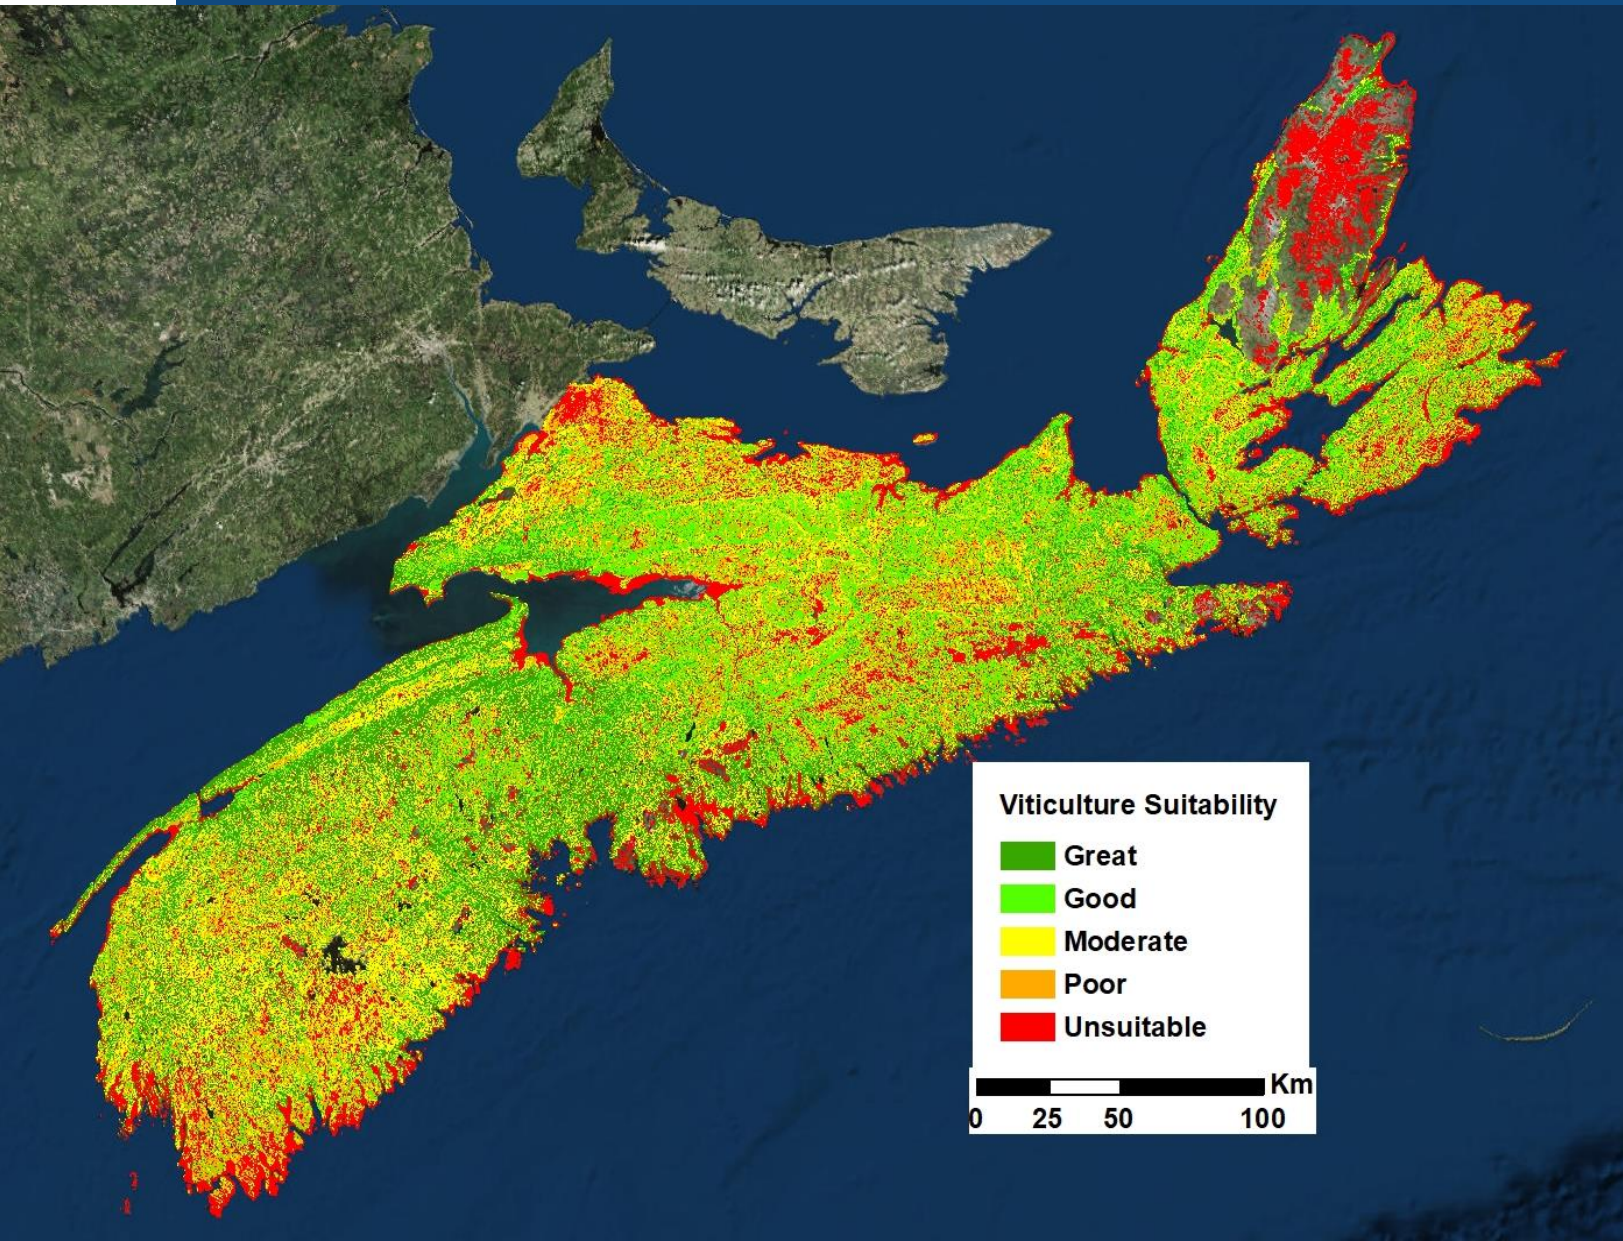 Viticulture Suitability
Great
Good
Moderate
Poor
Unsuitable
Km
0 25 50 100